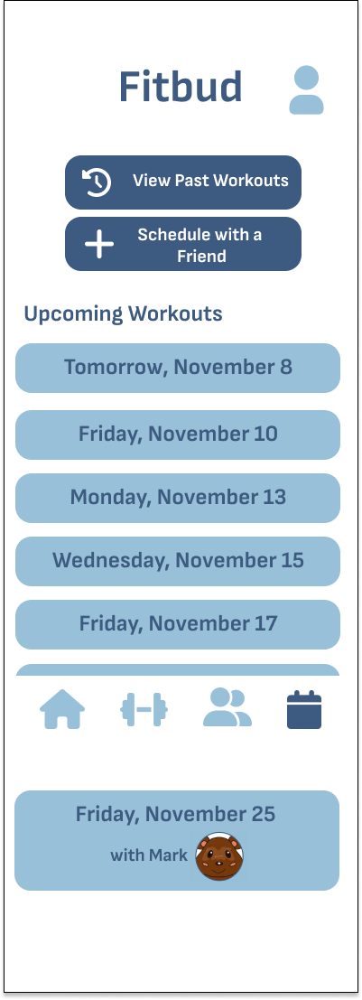 Fitbud
View Past Workouts
Schedule with a
Friend
Upcoming Workouts
Tomorrow, November 8
Friday, November 10
Monday, November 13
Wednesday, November 15
Friday, November 17
Friday, November 25
with Mark